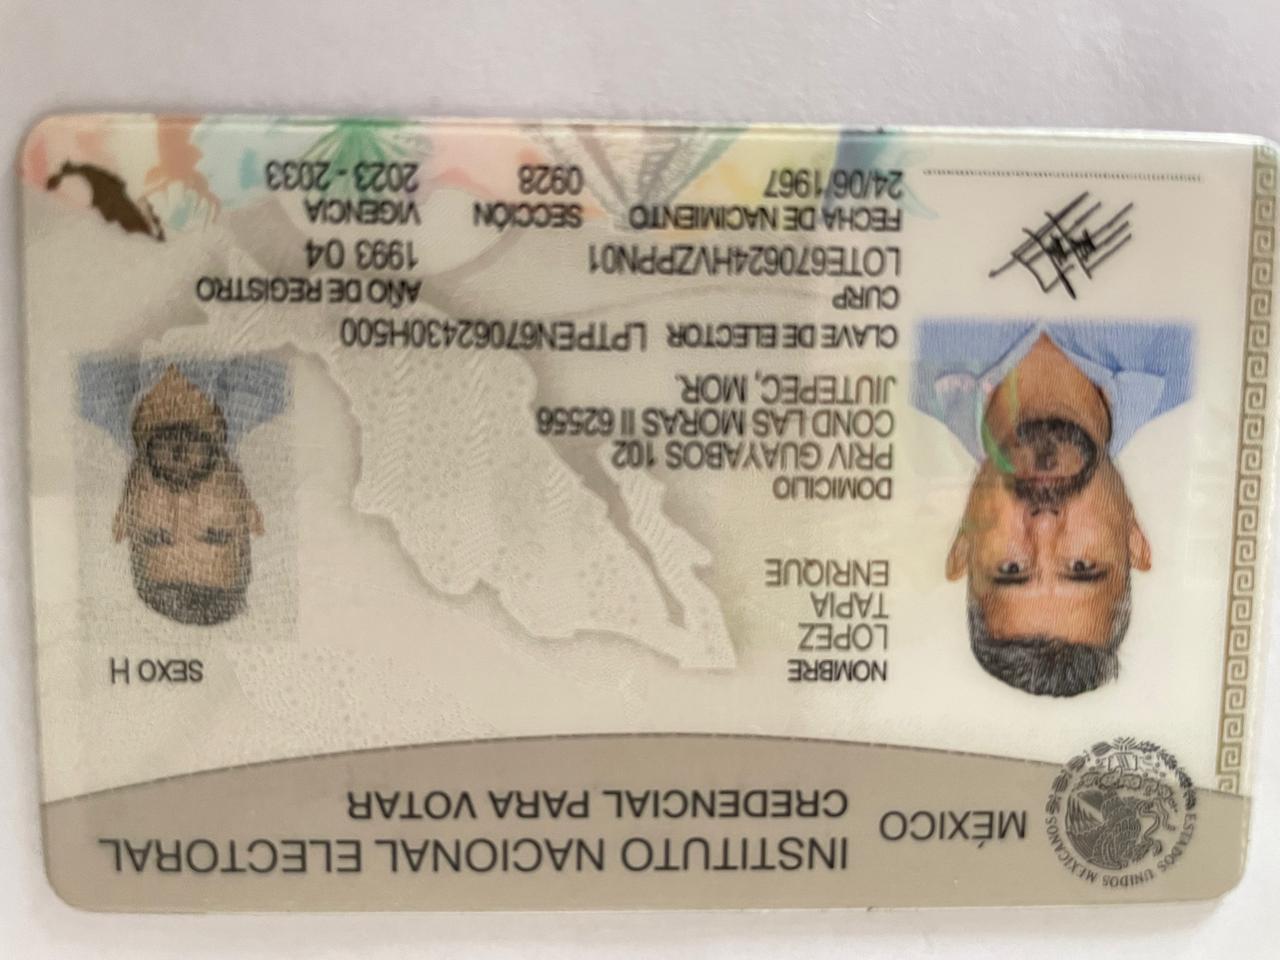 MÉXICO
INSTITUTO NACIONAL ELECTORAL
CREDENCIAL PARA VOTAR
ESTADOS UNIDOS MEXICANOS
NOMBRE
LOPEZ
TAPIA
ENRIQUE
SEXO H
DOMICILIO
PRIV GUAYABOS 102
COND LAS MORAS II 62556
JIUTEPEC, MOR.
CLAVE DE ELECTOR LPTPEN67062430H500
CURP
LOTE670624HVZPPN01
AÑO DE REGISTRO
1993 04
FECHA DE NACIMIENTO
24/06/1967
SECCIÓN
0928
VIGENCIA
2023 - 2033